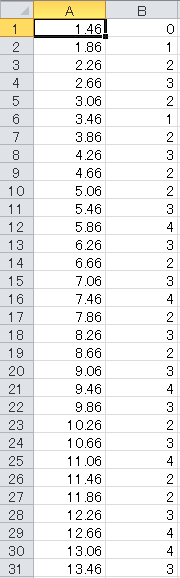 A B
1 1.46 0
2 1.86 1
3 2.26 2
4 2.66 3
5 3.06 2
6 3.46 1
7 3.86 2
8 4.26 3
9 4.66 2
10 5.06 2
11 5.46 3
12 5.86 4
13 6.26 3
14 6.66 2
15 7.06 3
16 7.46 4
17 7.86 2
18 8.26 3
19 8.66 2
20 9.06 3
21 9.46 4
22 9.86 3
23 10.26 2
24 10.66 3
25 11.06 4
26 11.46 2
27 11.86 2
28 12.26 3
29 12.66 4
30 13.06 4
31 13.46 3